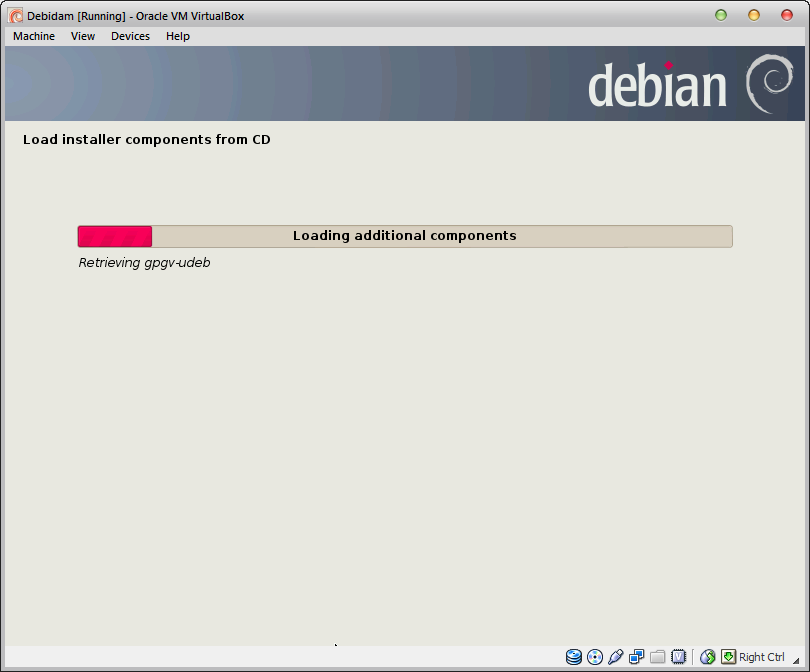 Debidam [Running] - Oracle VM VirtualBox
Machine View Devices Help
debian
Load installer components from CD
Loading additional components
Retrieving gpgv-udeb
Right Ctrl